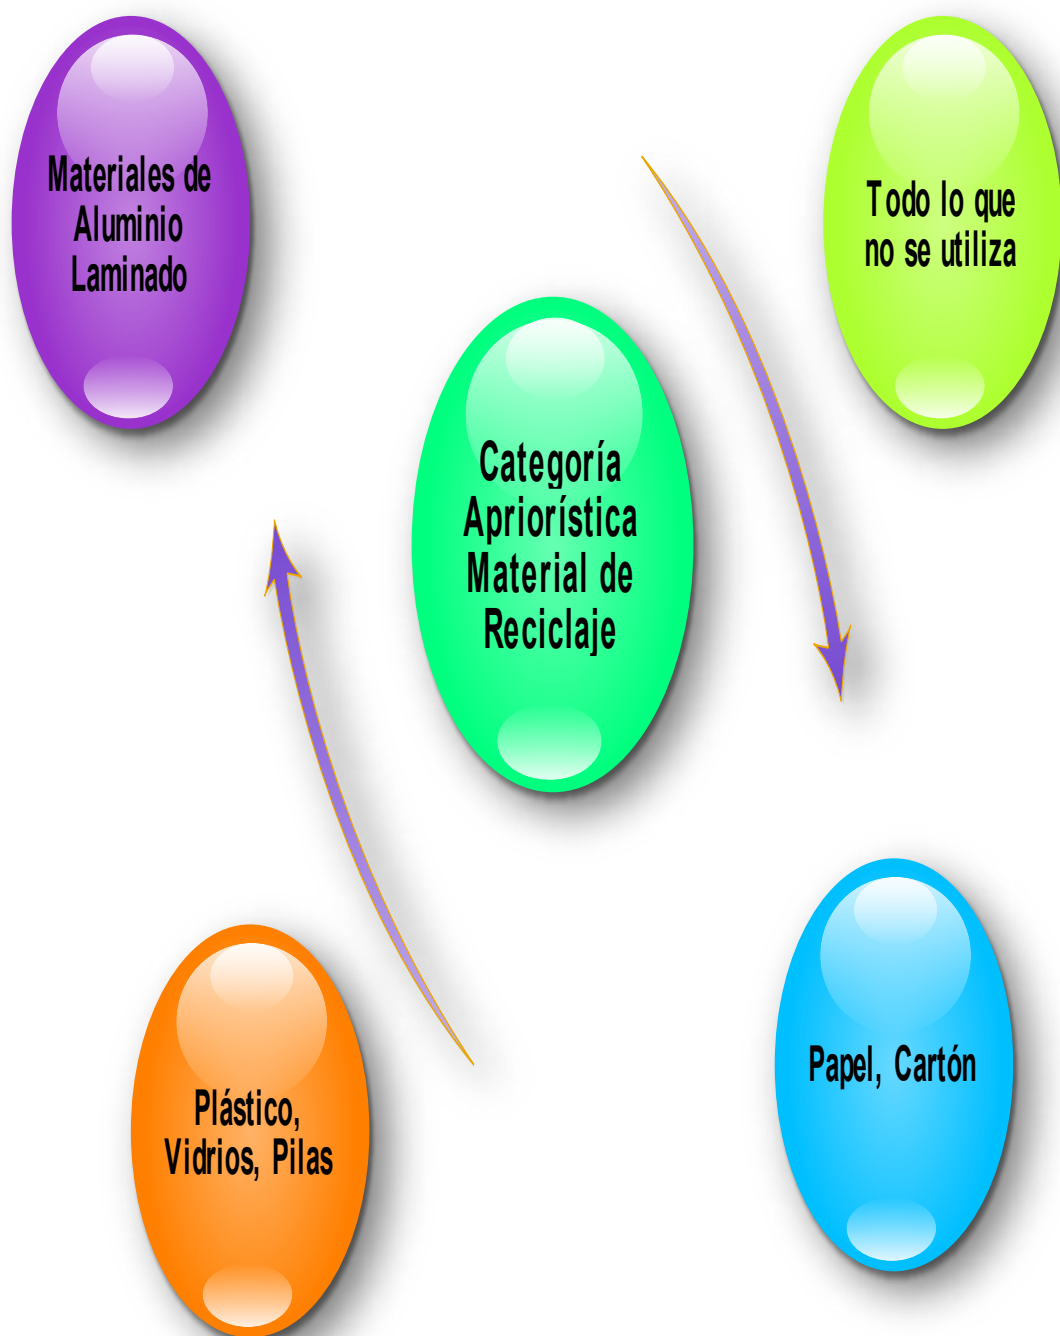 Materiales de
Aluminio
Laminado
Todo lo que
no se utiliza
Categoría
Apriorística
Material de
Reciclaje
Papel, Cartón
Plástico,
Vidrios, Pilas